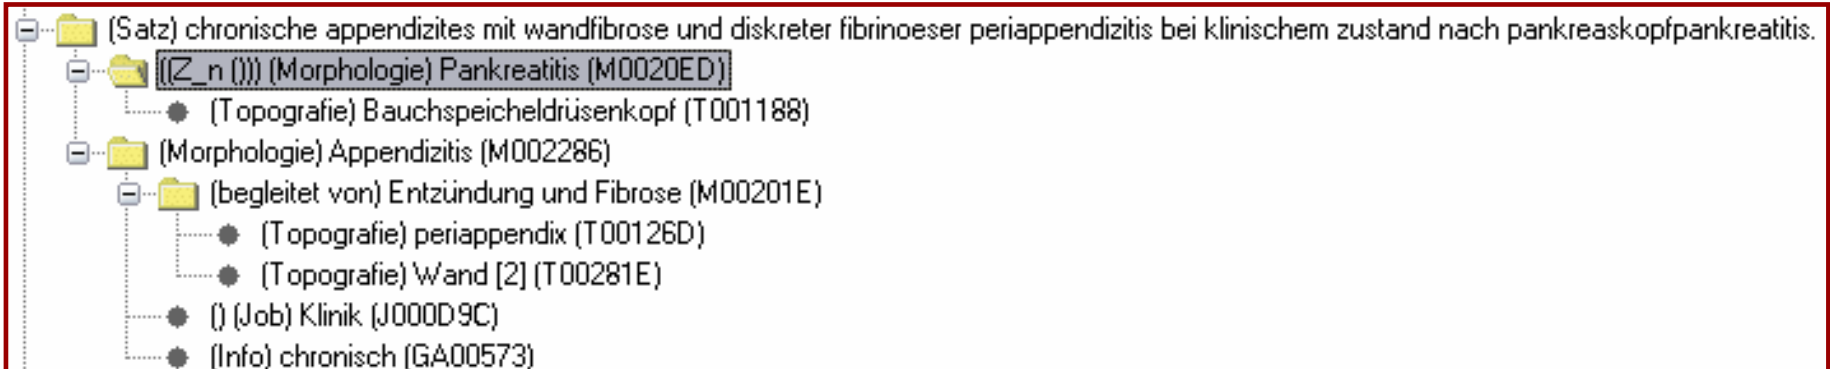 (Satz) chronische appendizites mit wandfibrose und diskreter fibrinoeser periappendizitis bei klinischem zustand nach pankreaskopfpankreatitis.
((Z_n ())) (Morphologie) Pankreatitis (M0020ED)
(Topografie) Bauchspeicheldrüsenkopf (T001188)
(Morphologie) Appendizitis (M002286)
(begleitet von) Entzündung und Fibrose (M00201E)
(Topografie) periappendix (T00126D)
(Topografie) Wand [2] (T00281E)
() (Job) Klinik (J000D9C)
(Info) chronisch (GA00573)